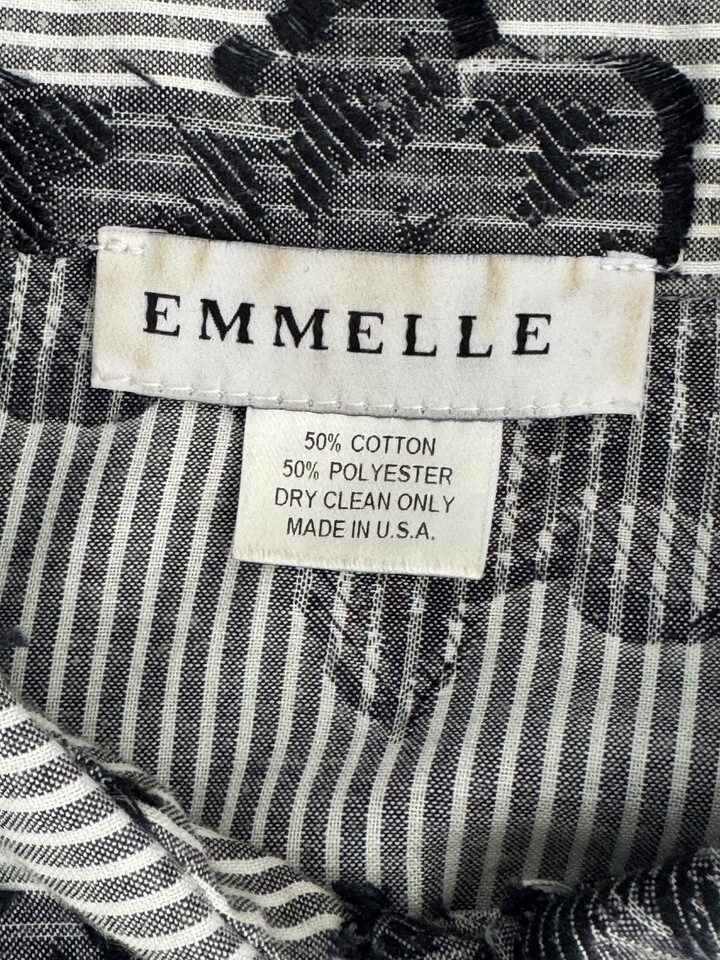 EMMELLE
50% COTTON
50% POLYESTER
DRY CLEAN ONLY
MADE IN U.S.A.